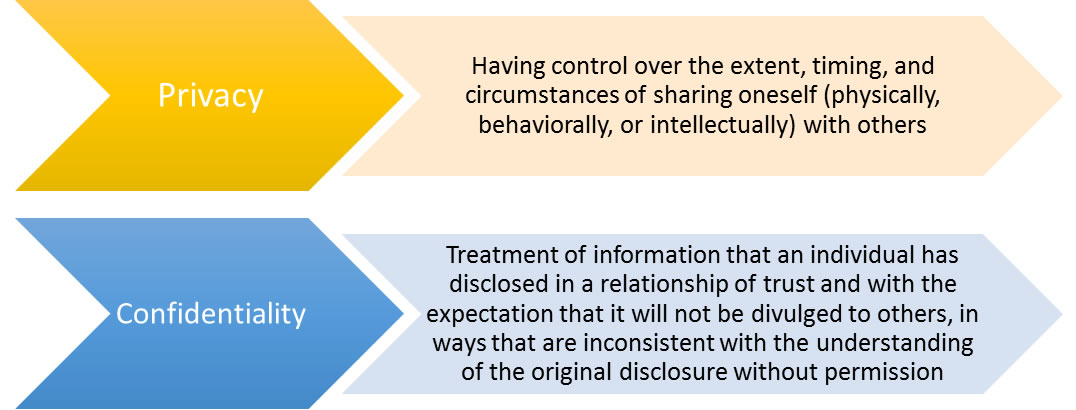 Privacy
Having control over the extent, timing, and
circumstances of sharing oneself (physically,
behaviorally, or intellectually) with others
Confidentiality
Treatment of information that an individual has
disclosed in a relationship of trust and with the
expectation that it will not be divulged to others, in
ways that are inconsistent with the understanding
of the original disclosure without permission